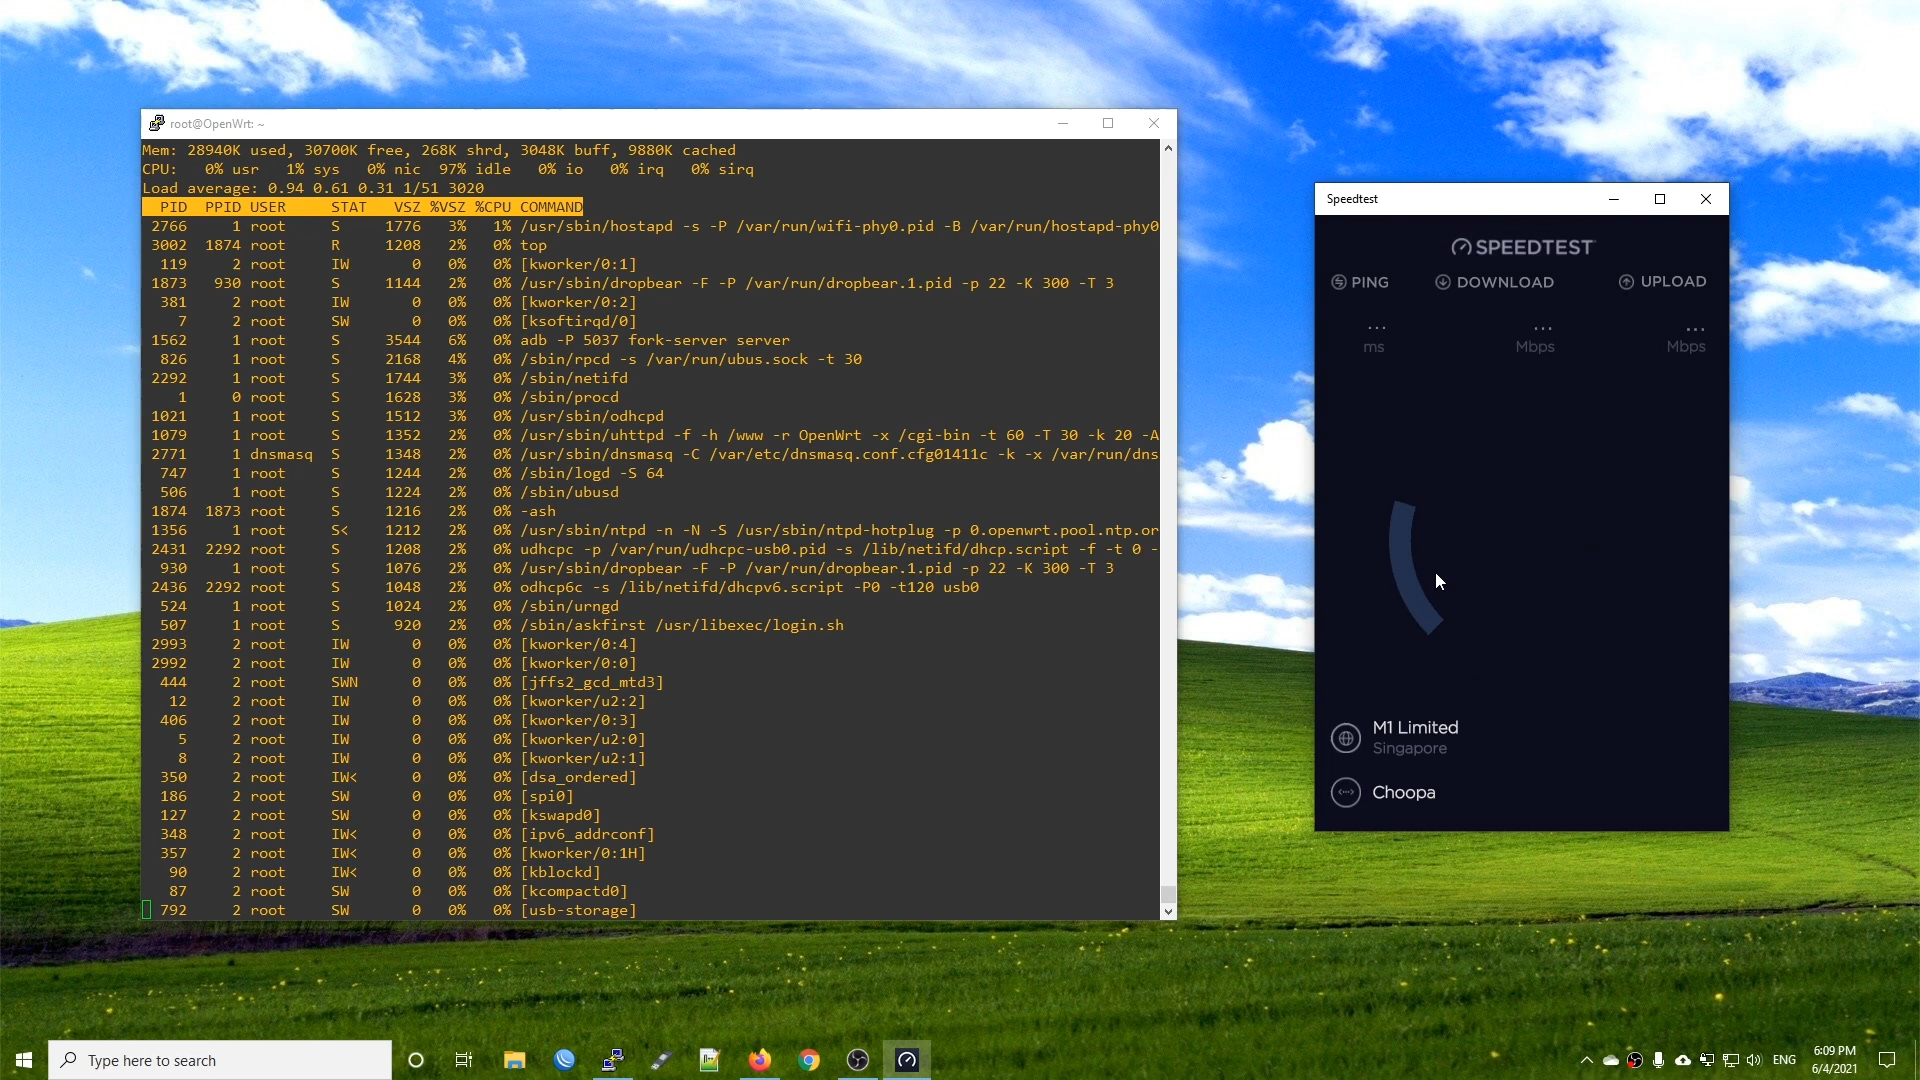 root@OpenWrt: ~
Mem: 28940K used, 30700K free, 268K shrd, 3048K buff, 9880K cached
CPU:   0% usr   1% sys   0% nic  97% idle   0% io   0% irq   0% sirq
Load average: 0.94 0.61 0.31 1/51 3020
PID  PPID USER     STAT   VSZ %VSZ %CPU COMMAND
2766     1 root     S     1776   3%   1% /usr/sbin/hostapd -s -P /var/run/wifi-phy0.pid -B /var/run/hostapd-phy0
3002  1874 root     R     1208   2%   0% top
119     2 root     IW       0   0%   0% [kworker/0:1]
1873   930 root     S     1144   2%   0% /usr/sbin/dropbear -F -P /var/run/dropbear.1.pid -p 22 -K 300 -T 3
381     2 root     IW       0   0%   0% [kworker/0:2]
7     2 root     SW       0   0%   0% [ksoftirqd/0]
1562     1 root     S     3544   6%   0% adb -P 5037 fork-server server
826     1 root     S     2168   4%   0% /sbin/rpcd -s /var/run/ubus.sock -t 30
2292     1 root     S     1744   3%   0% /sbin/netifd
1     0 root     S     1628   3%   0% /sbin/procd
1021     1 root     S     1512   3%   0% /usr/sbin/odhcpd
1079     1 root     S     1352   2%   0% /usr/sbin/uhttpd -f -h /www -r OpenWrt -x /cgi-bin -t 60 -T 30 -k 20 -A
2771     1 dnsmasq  S     1348   2%   0% /usr/sbin/dnsmasq -C /var/etc/dnsmasq.conf.cfg01411c -k -x /var/run/dns
747     1 root     S     1244   2%   0% /sbin/logd -S 64
506     1 root     S     1224   2%   0% /sbin/ubusd
1874  1873 root     S     1216   2%   0% -ash
1356     1 root     S<    1212   2%   0% /usr/sbin/ntpd -n -N -S /usr/sbin/ntpd-hotplug -p 0.openwrt.pool.ntp.or
2431  2292 root     S     1208   2%   0% udhcpc -p /var/run/udhcpc-usb0.pid -s /lib/netifd/dhcp.script -f -t 0 -
930     1 root     S     1076   2%   0% /usr/sbin/dropbear -F -P /var/run/dropbear.1.pid -p 22 -K 300 -T 3
2436  2292 root     S     1048   2%   0% odhcp6c -s /lib/netifd/dhcpv6.script -P0 -t120 usb0
524     1 root     S     1024   2%   0% /sbin/urngd
507     1 root     S      920   2%   0% /sbin/askfirst /usr/libexec/login.sh
2993     2 root     IW       0   0%   0% [kworker/0:4]
2992     2 root     IW       0   0%   0% [kworker/0:0]
444     2 root     SWN      0   0%   0% [jffs2_gcd_mtd3]
12     2 root     IW       0   0%   0% [kworker/u2:2]
406     2 root     IW       0   0%   0% [kworker/0:3]
5     2 root     IW       0   0%   0% [kworker/u2:0]
8     2 root     IW       0   0%   0% [kworker/u2:1]
350     2 root     IW<      0   0%   0% [dsa_ordered]
186     2 root     SW       0   0%   0% [spi0]
127     2 root     SW       0   0%   0% [kswapd0]
348     2 root     IW<      0   0%   0% [ipv6_addrconf]
357     2 root     IW<      0   0%   0% [kworker/0:1H]
90     2 root     IW<      0   0%   0% [kblockd]
87     2 root     SW       0   0%   0% [kcompactd0]
792     2 root     SW       0   0%   0% [usb-storage]
Speedtest
SPEEDTEST
PING DOWNLOAD UPLOAD
... ... ...
ms Mbps Mbps
M1 Limited
Singapore
Choopa
Type here to search
ENG
6:09 PM
6/4/2021